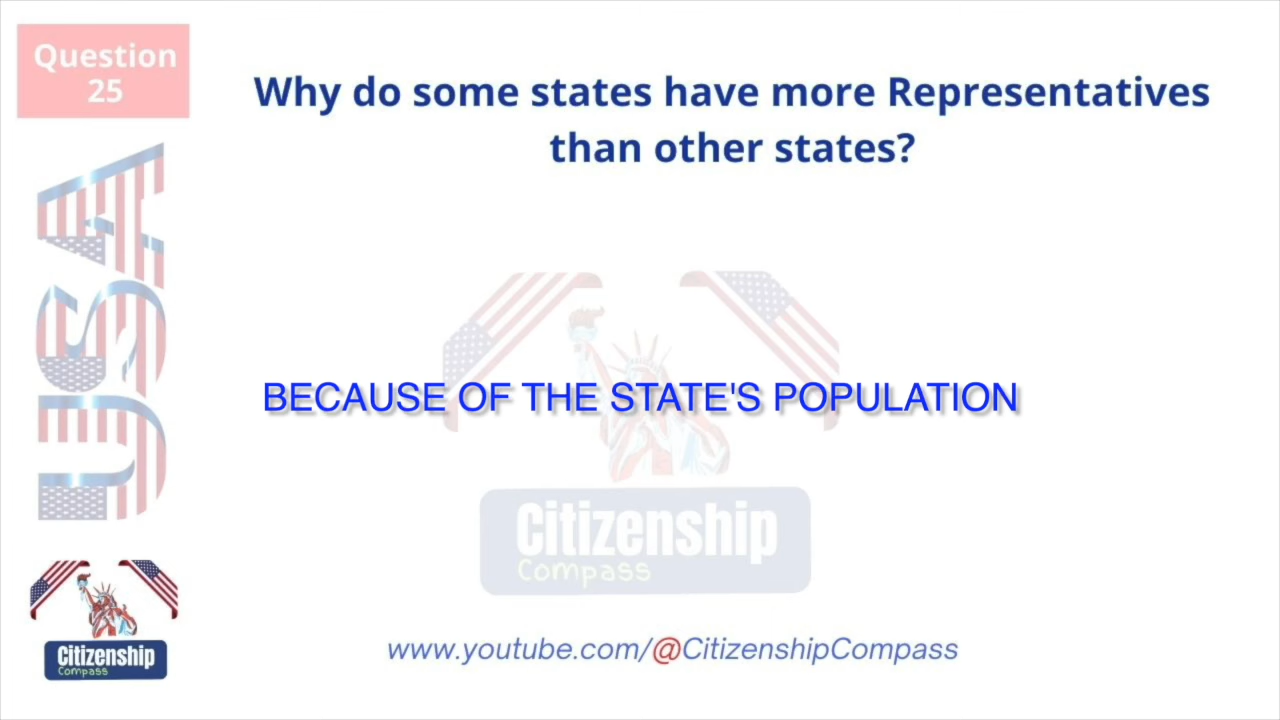 Question
25
Why do some states have more Representatives
than other states?
USA
BECAUSE OF THE STATE'S POPULATION
Citizenship
Compass
Citizenship
Compass
www.youtube.com/@CitizenshipCompass